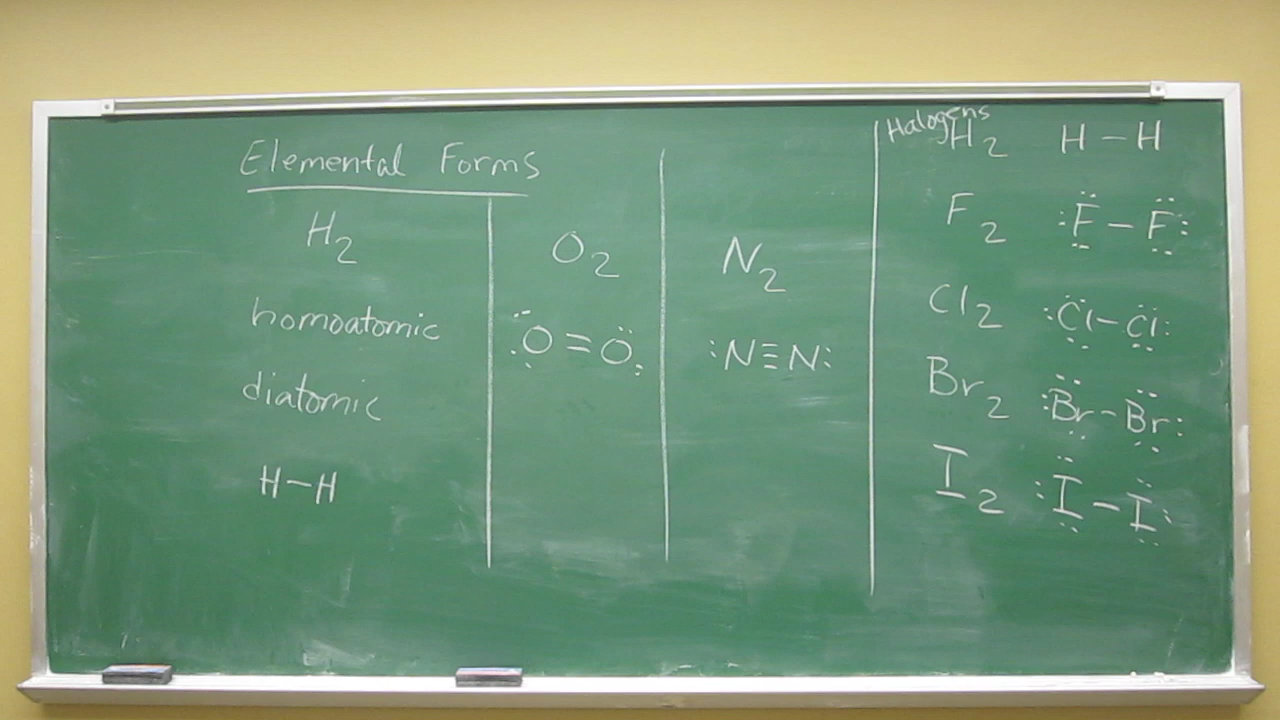 Elemental Forms
H₂
homoatomic
diatomic
H–H
O₂
:Ö=Ö:
N₂
:N≡N:
Halogens
H₂ H–H
F₂ :F̈–F̈:
Cl₂ :Cl–Cl:
Br₂ :Br–Br:
I₂ :I–I: